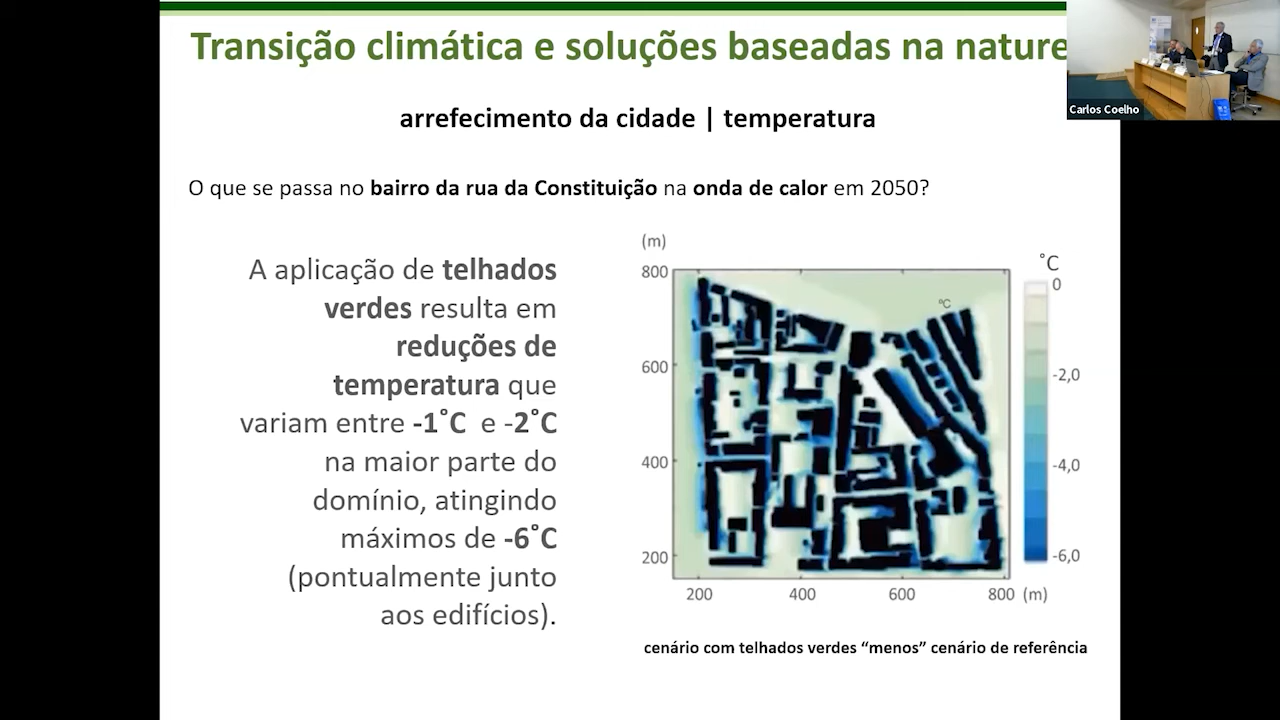 Transição climática e soluções baseadas na nature
Carlos Coelho
arrefecimento da cidade | temperatura
O que se passa no bairro da rua da Constituição na onda de calor em 2050?
A aplicação de telhados
verdes resulta em
reduções de
temperatura que
variam entre -1˚C e -2˚C
na maior parte do
domínio, atingindo
máximos de -6˚C
(pontualmente junto
aos edifícios).
(m)
800
600
400
200
200 400 600 800 (m)
ºC
˚C
0
-2,0
-4,0
-6,0
cenário com telhados verdes “menos” cenário de referência